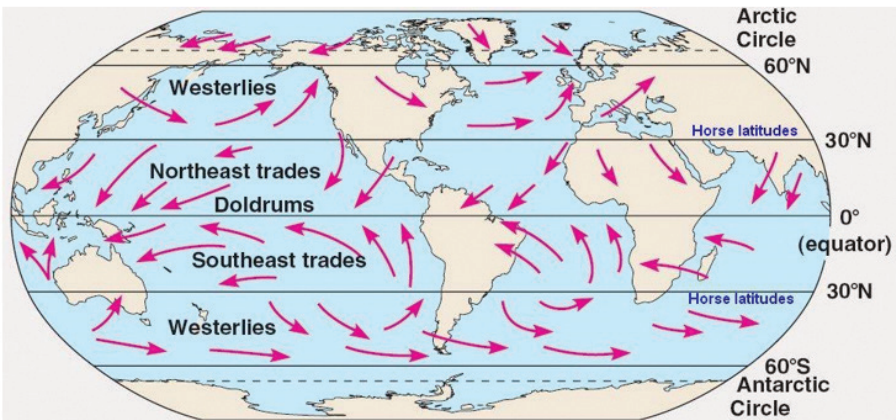 Arctic
Circle
60°N
Westerlies
Horse latitudes
30°N
Northeast trades
Doldrums
0°
(equator)
Southeast trades
Horse latitudes
30°N
Westerlies
60°S
Antarctic
Circle